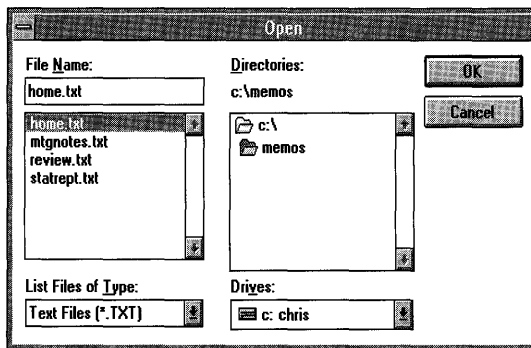 Open
File Name:
home.txt
home.txt
mtgnotes.txt
review.txt
statrept.txt
List Files of Type:
Text Files (*.TXT)
Directories:
c:\memos
c:\
memos
Drives:
c: chris
OK
Cancel